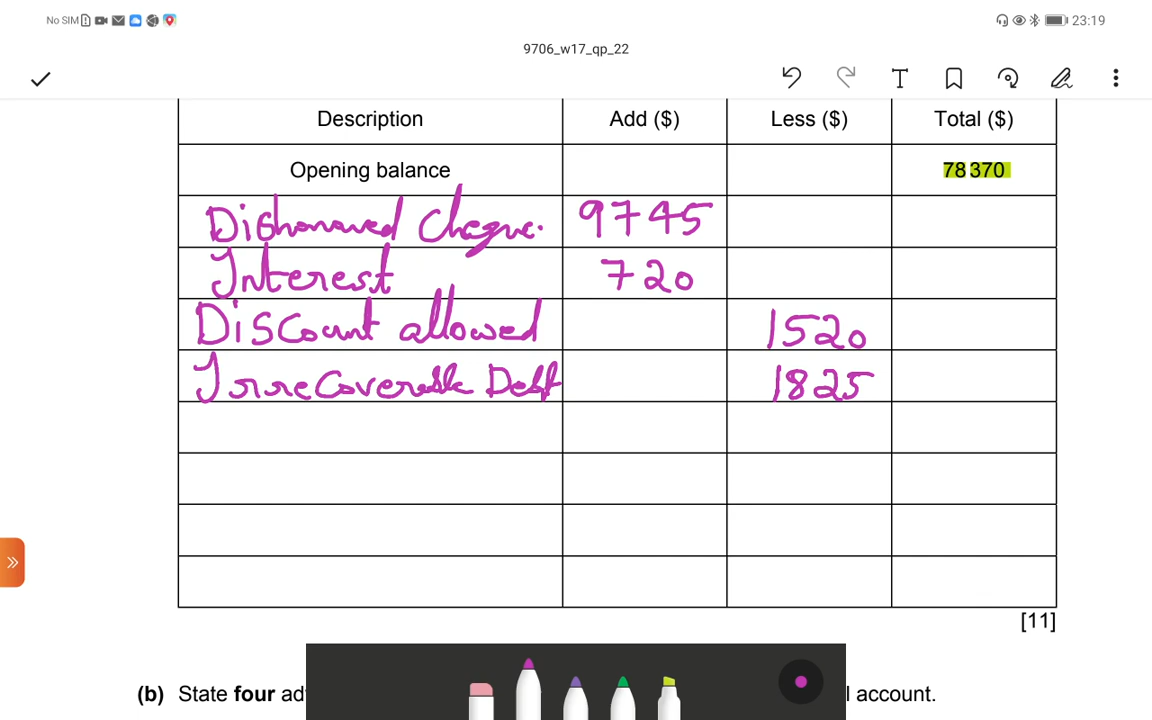 No SIM 23:19
9706_w17_qp_22
Description Add ($) Less ($) Total ($)
Opening balance 78 370
Dishonoured Cheque. 9745
Interest 720
Discount allowed 1520
Irrecoverable Debt 1825
[11]
(b) State four ad l account.